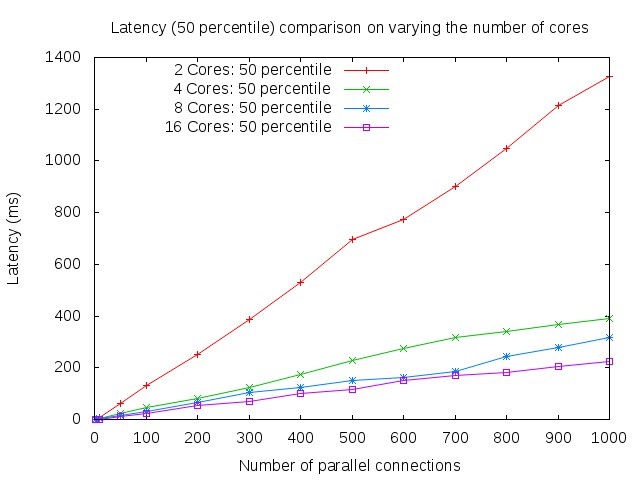 Latency (50 percentile) comparison on varying the number of cores
1400
1200
1000
800
600
400
200
0
Latency (ms)
2 Cores: 50 percentile
4 Cores: 50 percentile
8 Cores: 50 percentile
16 Cores: 50 percentile
0 100 200 300 400 500 600 700 800 900 1000
Number of parallel connections